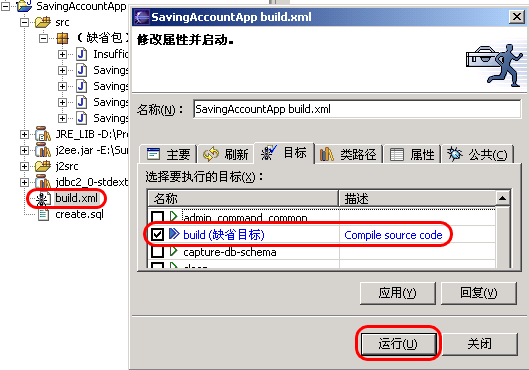 SavingAccountApp
src
(缺省包)
Insuffic
Savings
Savings
Savings
Savings
JRE_LIB -D:\Pro
j2ee.jar -E:\Sun
j2src
jdbc2_0-stdext
build.xml
create.sql
SavingAccountApp build.xml
修改属性并启动。
名称(N): SavingAccountApp build.xml
主要 刷新 目标 类路径 属性 公共(C)
选择要执行的目标(X):
名称 描述
admin_command_common
build (缺省目标) Compile source code
capture-db-schema
应用(Y) 回复(V)
运行(U) 关闭